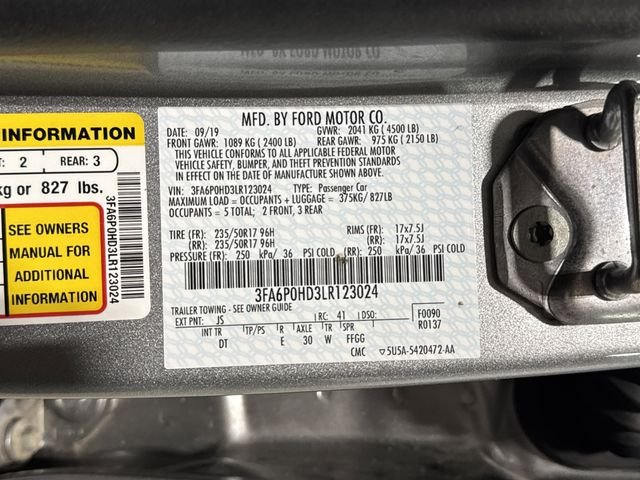 INFORMATION
2 REAR: 3
kg or 827 lbs.
SEE OWNERS
MANUAL FOR
ADDITIONAL
INFORMATION
3FA6P0HD3LR123024
MFD. BY FORD MOTOR CO.
DATE: 09/19 GVWR: 2041 KG ( 4500 LB)
FRONT GAWR: 1089 KG ( 2400 LB) REAR GAWR: 975 KG ( 2150 LB)
THIS VEHICLE CONFORMS TO ALL APPLICABLE FEDERAL MOTOR
VEHICLE SAFETY, BUMPER, AND THEFT PREVENTION STANDARDS
IN EFFECT ON THE DATE OF MANUFACTURE SHOWN ABOVE.
VIN: 3FA6P0HD3LR123024 TYPE: Passenger Car
MAXIMUM LOAD = OCCUPANTS + LUGGAGE = 375KG/ 827LB
OCCUPANTS = 5 TOTAL; 2 FRONT, 3 REAR
TIRE (FR): 235/50R17 96H RIMS (FR): 17x7.5J
(RR): 235/50R17 96H (RR): 17x7.5J
PRESSURE (FR): 250 kPa/ 36 PSI COLD (RR): 250 kPa/ 36 PSI COLD
3FA6P0HD3LR123024
TRAILER TOWING - SEE OWNER GUIDE
EXT PNT: JS RC: 41 DSO: F0090
R0137
INT TR TP/PS R AXLE TR SPR
DT E 30 W FFGG
CMC ▽5U5A-5420472-AA